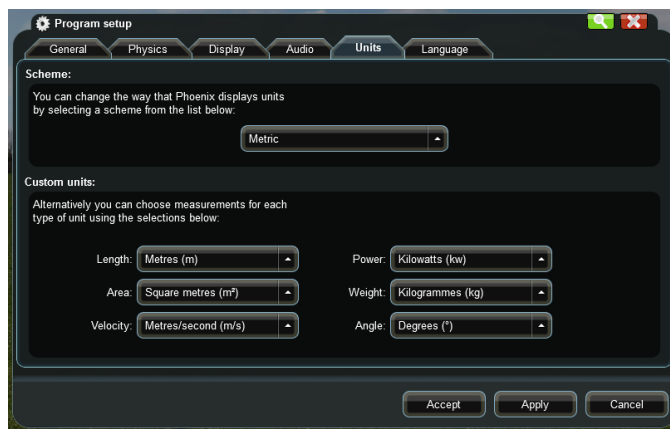 Program setup
General Physics Display Audio Units Language
Scheme:
You can change the way that Phoenix displays units
by selecting a scheme from the list below:
Metric
Custom units:
Alternatively you can choose measurements for each
type of unit using the selections below:
Length: Metres (m) Power: Kilowatts (kw)
Area: Square metres (m²) Weight: Kilogrammes (kg)
Velocity: Metres/second (m/s) Angle: Degrees (°)
Accept Apply Cancel